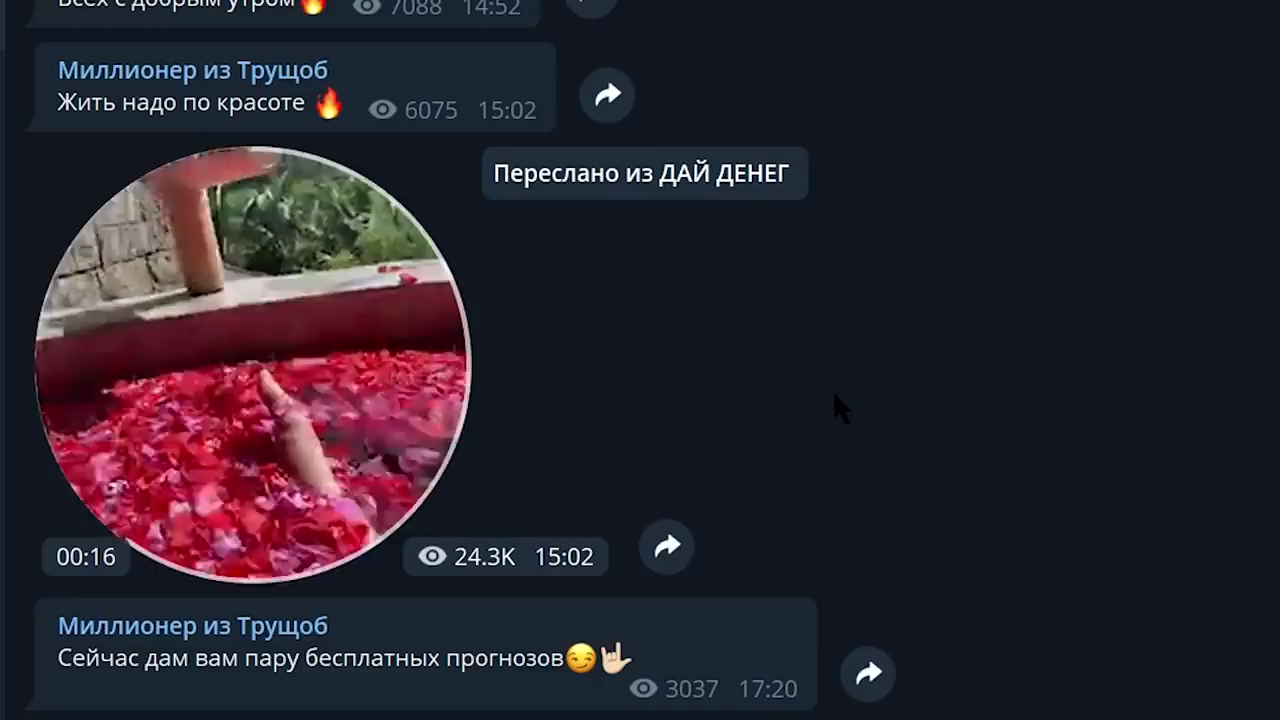 Всех с добрым утром🔥 7088 14:52
Миллионер из Трущоб
Жить надо по красоте 🔥 6075 15:02
Переслано из ДАЙ ДЕНЕГ
00:16 24.3K 15:02
Миллионер из Трущоб
Сейчас дам вам пару бесплатных прогнозов😏🤟🏻
3037 17:20